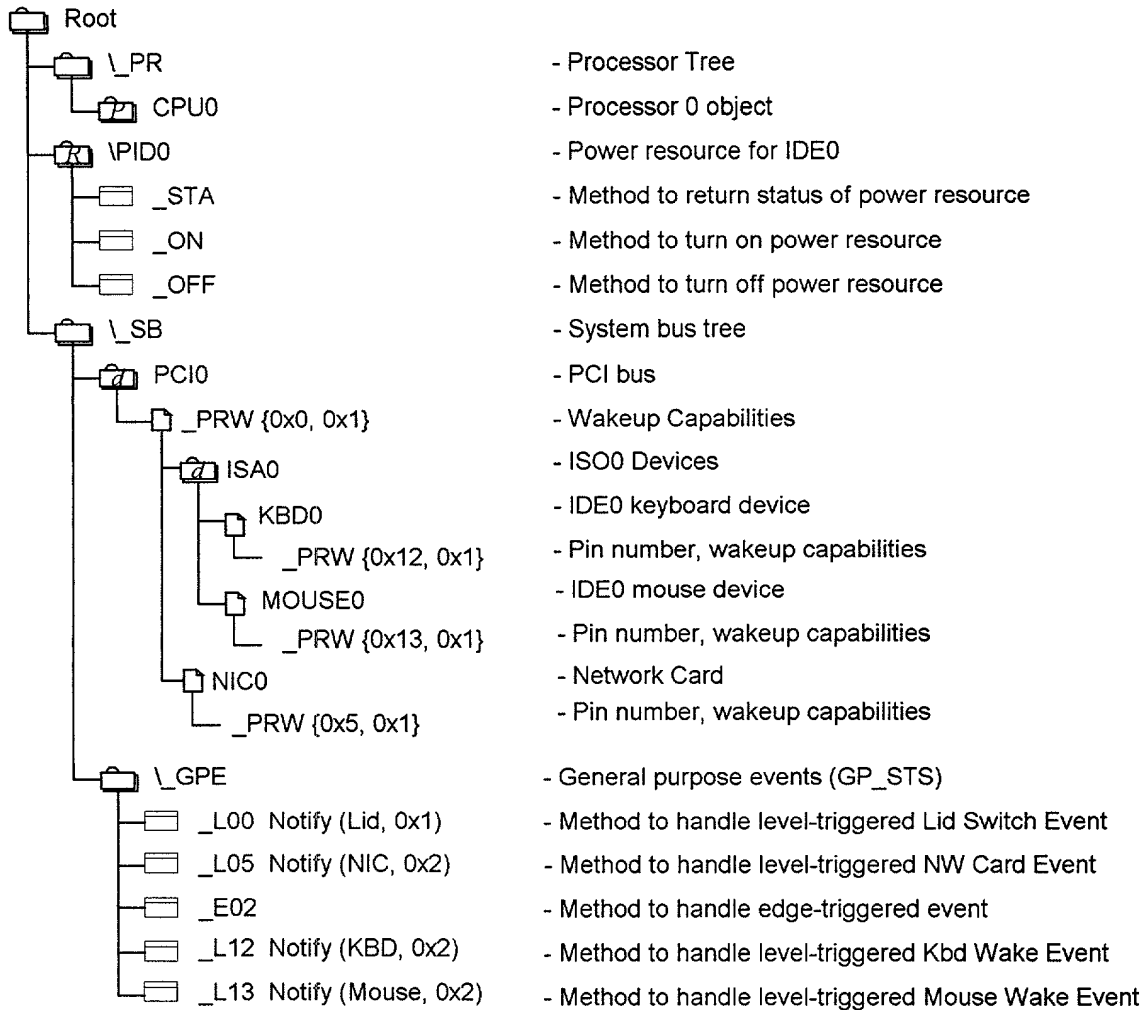 Root
\_PR - Processor Tree
P CPU0 - Processor 0 object
R \PID0 - Power resource for IDE0
_STA - Method to return status of power resource
_ON - Method to turn on power resource
_OFF - Method to turn off power resource
\_SB - System bus tree
d PCI0 - PCI bus
_PRW {0x0, 0x1} - Wakeup Capabilities
d ISA0 - ISO0 Devices
KBD0 - IDE0 keyboard device
_PRW {0x12, 0x1} - Pin number, wakeup capabilities
MOUSE0 - IDE0 mouse device
_PRW {0x13, 0x1} - Pin number, wakeup capabilities
NIC0 - Network Card
_PRW {0x5, 0x1} - Pin number, wakeup capabilities
\_GPE - General purpose events (GP_STS)
_L00 Notify (Lid, 0x1) - Method to handle level-triggered Lid Switch Event
_L05 Notify (NIC, 0x2) - Method to handle level-triggered NW Card Event
_E02 - Method to handle edge-triggered event
_L12 Notify (KBD, 0x2) - Method to handle level-triggered Kbd Wake Event
_L13 Notify (Mouse, 0x2) - Method to handle level-triggered Mouse Wake Event